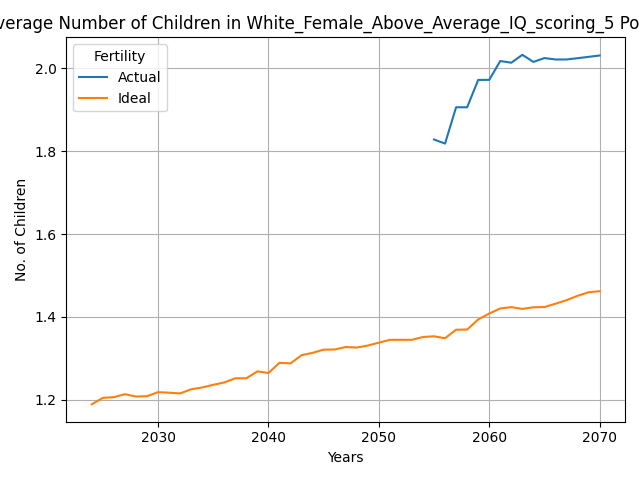 verage Number of Children in White_Female_Above_Average_IQ_scoring_5 Po
Fertility
Actual
Ideal
No. of Children
2.0
1.8
1.6
1.4
1.2
2030 2040 2050 2060 2070
Years